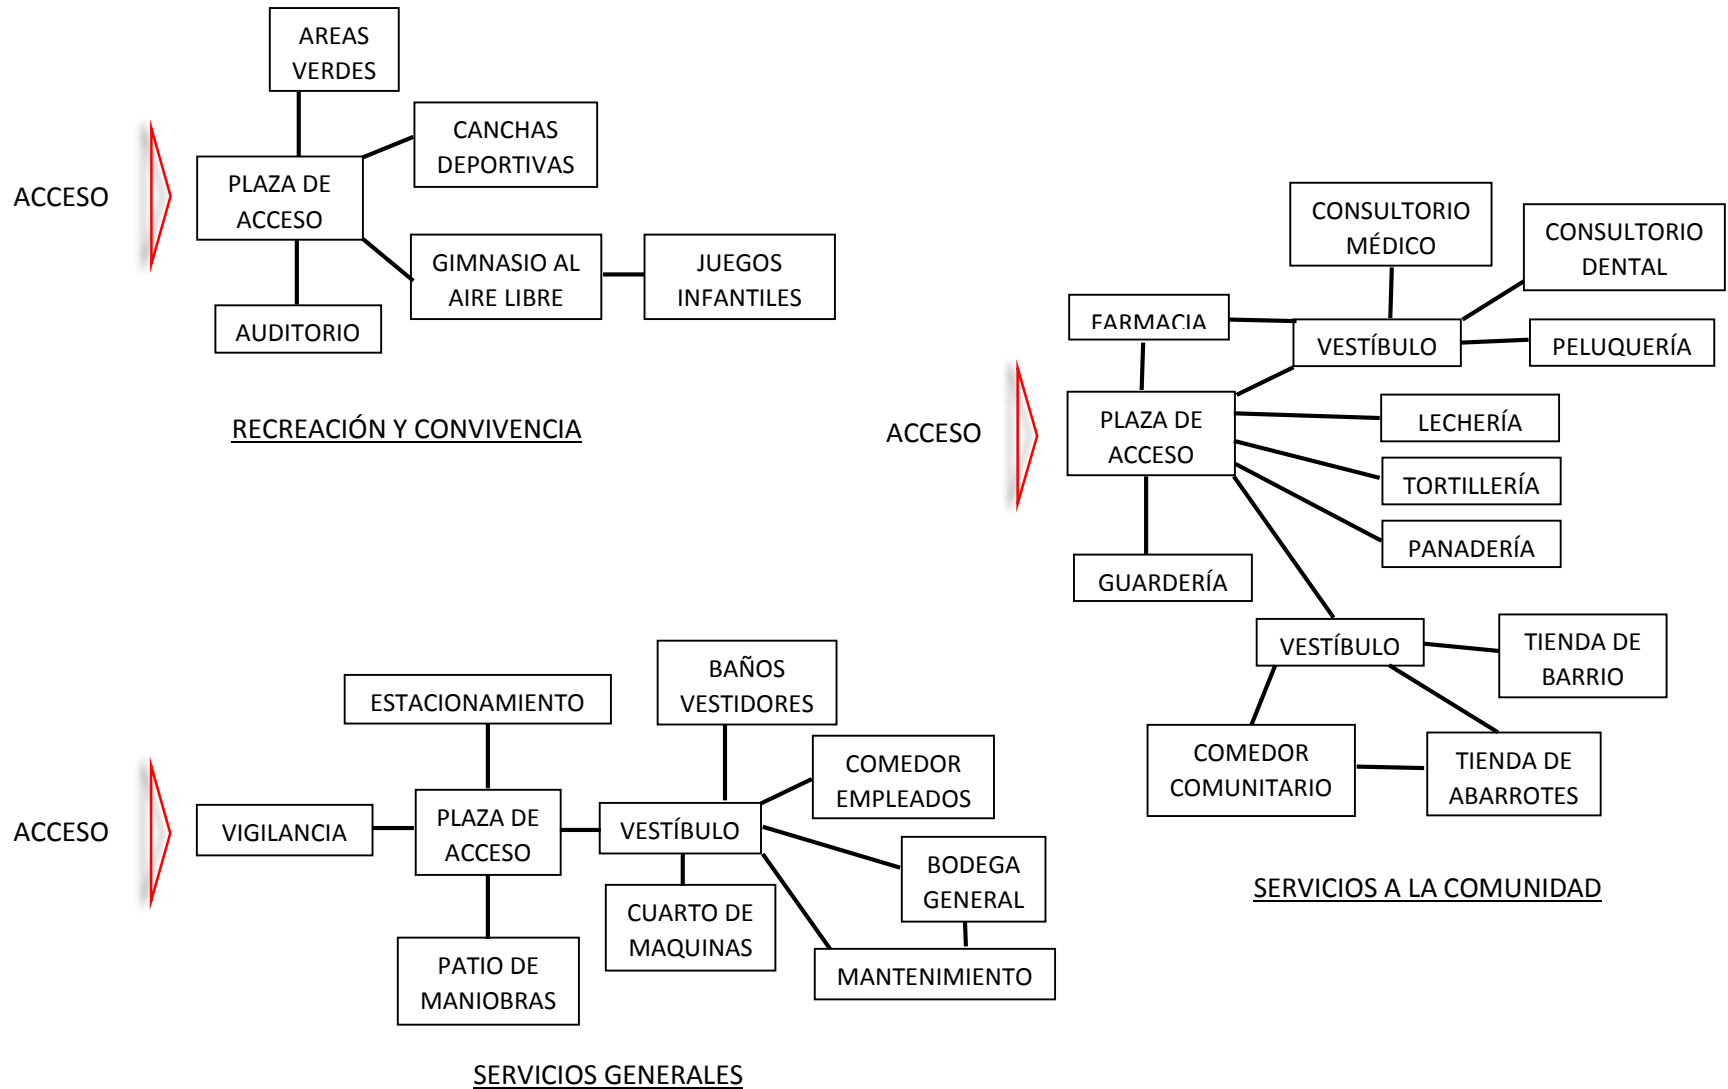 AREAS
VERDES
CANCHAS
DEPORTIVAS
ACCESO
PLAZA DE
ACCESO
GIMNASIO AL
AIRE LIBRE
JUEGOS
INFANTILES
AUDITORIO
RECREACIÓN Y CONVIVENCIA
CONSULTORIO
MÉDICO
CONSULTORIO
DENTAL
FARMACIA
VESTÍBULO
PELUQUERÍA
ACCESO
PLAZA DE
ACCESO
LECHERÍA
TORTILLERÍA
PANADERÍA
GUARDERÍA
VESTÍBULO
TIENDA DE
BARRIO
COMEDOR
COMUNITARIO
TIENDA DE
ABARROTES
SERVICIOS A LA COMUNIDAD
BAÑOS
VESTIDORES
ESTACIONAMIENTO
COMEDOR
EMPLEADOS
ACCESO
VIGILANCIA
PLAZA DE
ACCESO
VESTÍBULO
BODEGA
GENERAL
CUARTO DE
MAQUINAS
PATIO DE
MANIOBRAS
MANTENIMIENTO
SERVICIOS GENERALES